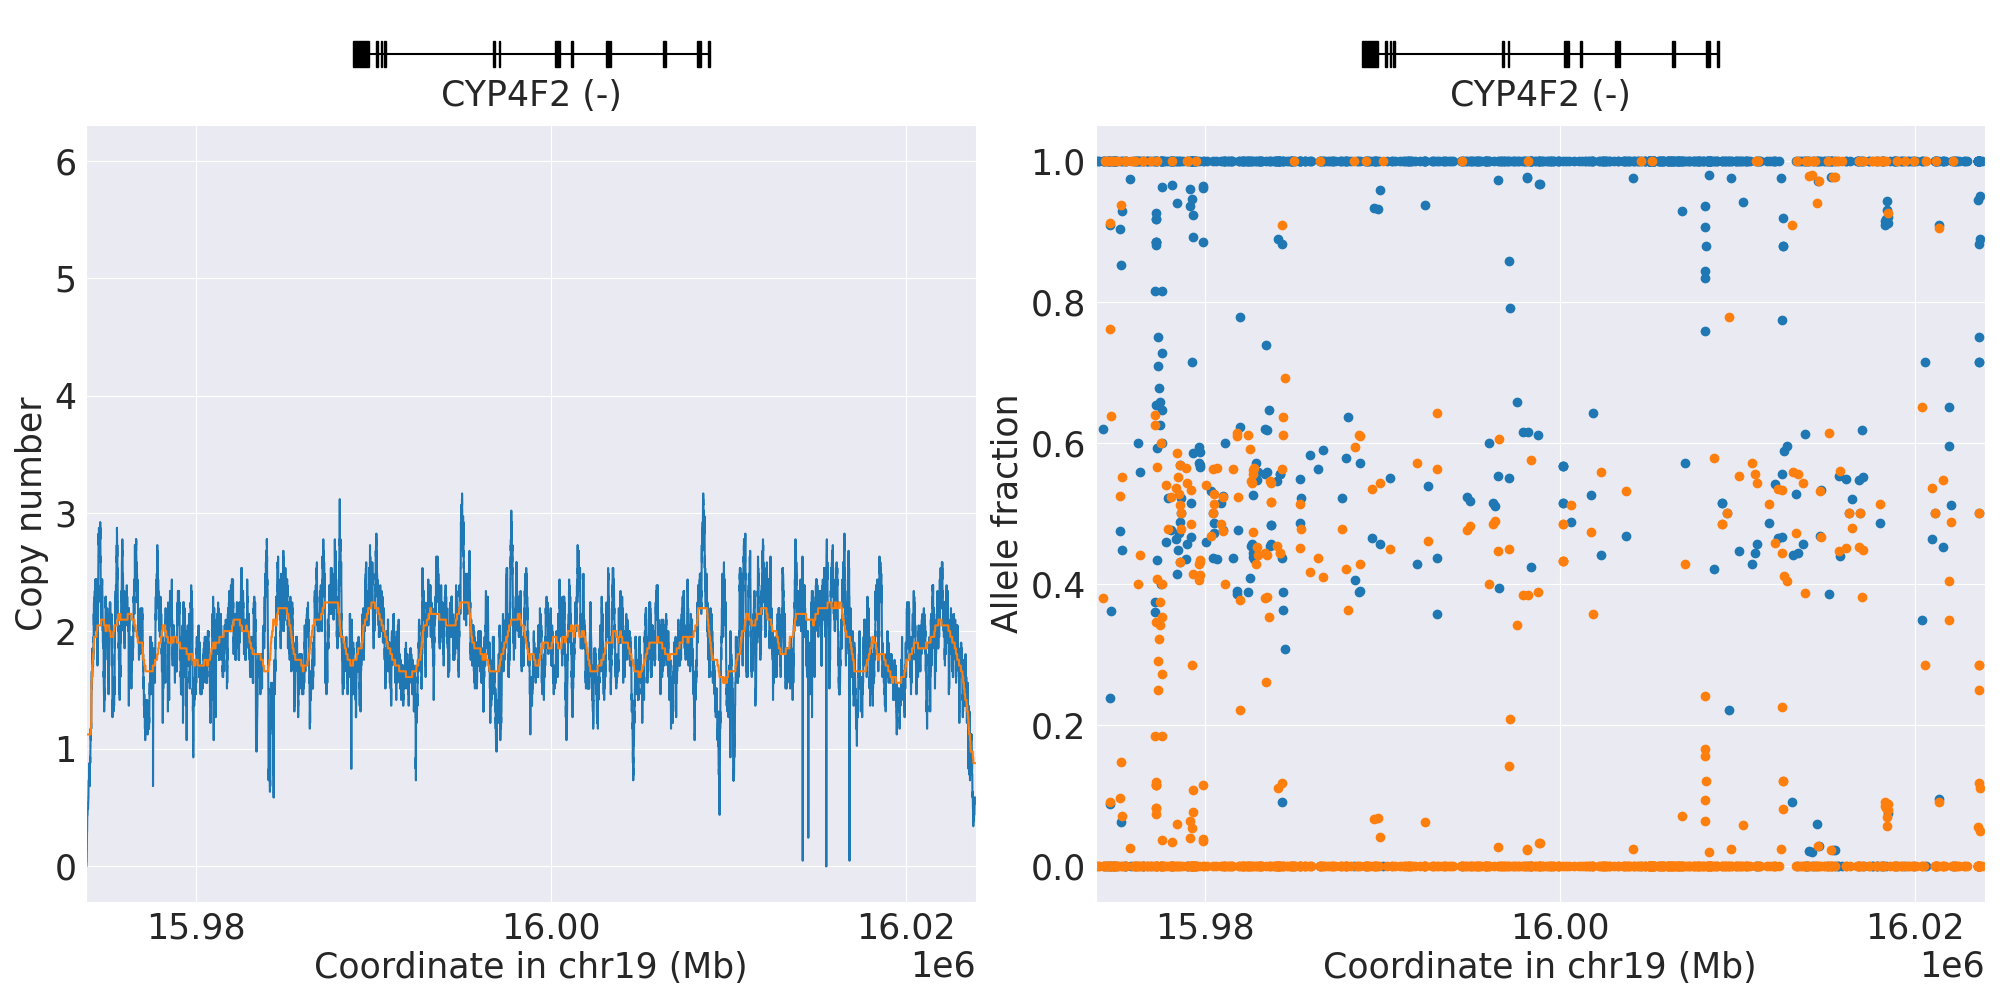 CYP4F2 (-)
6
5
4
3
2
1
0
Copy number
15.98 16.00 16.02
Coordinate in chr19 (Mb)
1e6
CYP4F2 (-)
1.0
0.8
0.6
0.4
0.2
0.0
Allele fraction
15.98 16.00 16.02
Coordinate in chr19 (Mb)
1e6